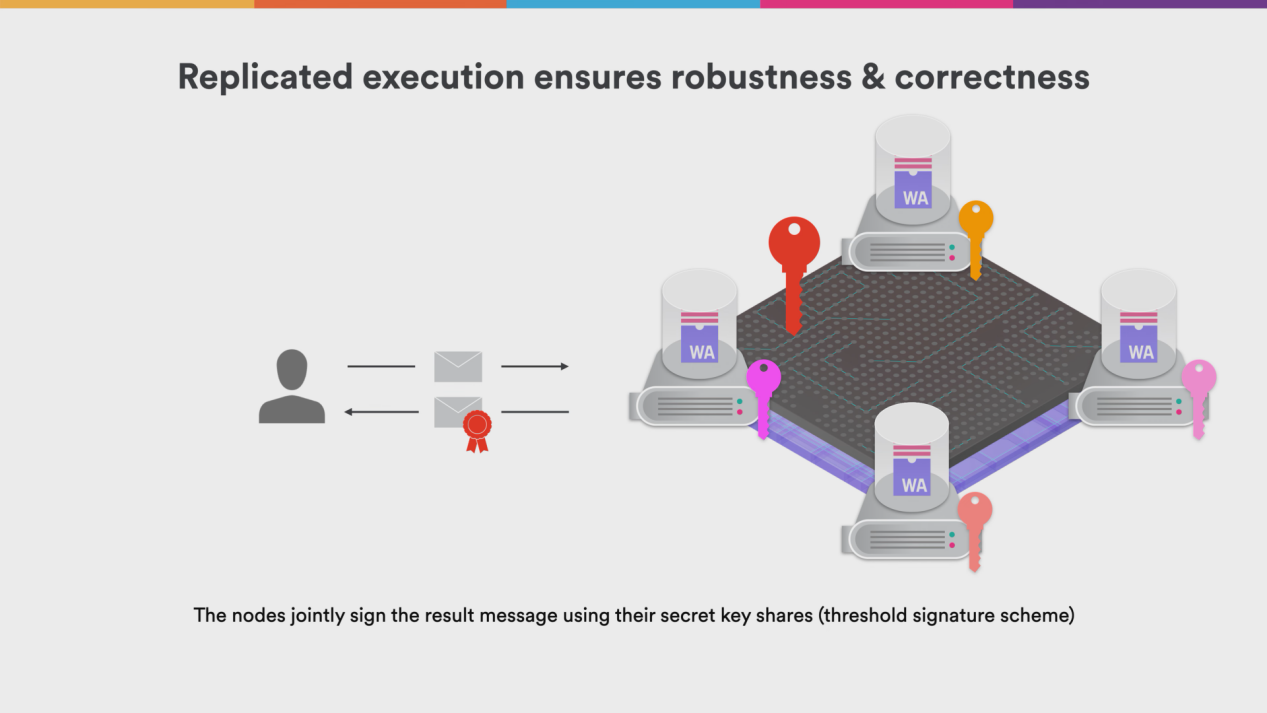 Replicated execution ensures robustness & correctness
WA
WA
WA
WA
The nodes jointly sign the result message using their secret key shares (threshold signature scheme)